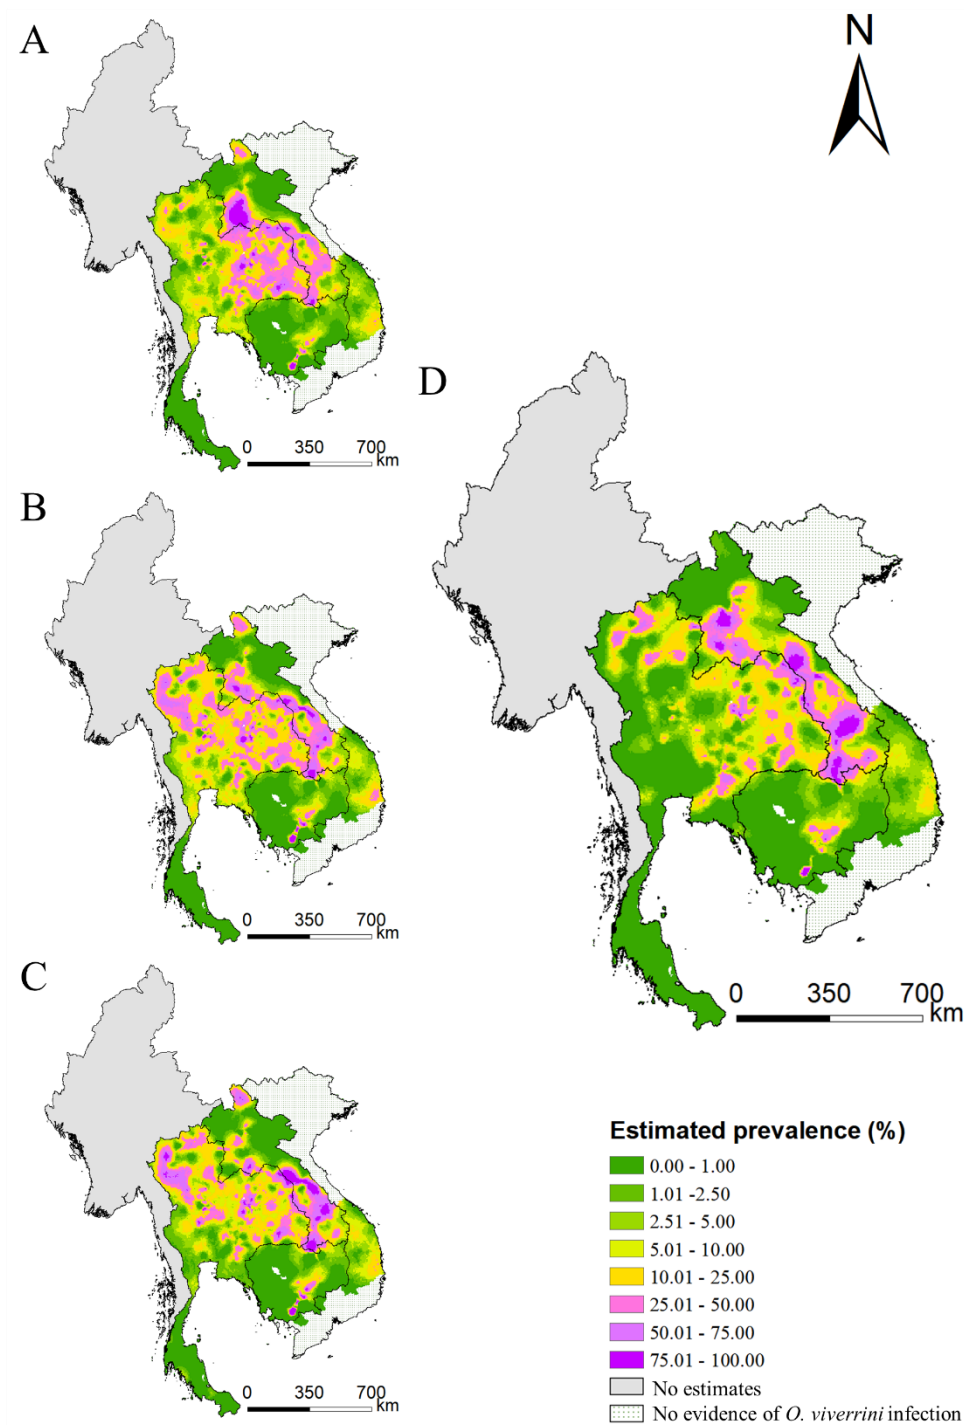 A
N
0 350 700
km
D
B
0 350 700
km
0 350 700
km
C
0 350 700
km
Estimated prevalence (%)
0.00 - 1.00
1.01 -2.50
2.51 - 5.00
5.01 - 10.00
10.01 - 25.00
25.01 - 50.00
50.01 - 75.00
75.01 - 100.00
No estimates
No evidence of O. viverrini infection